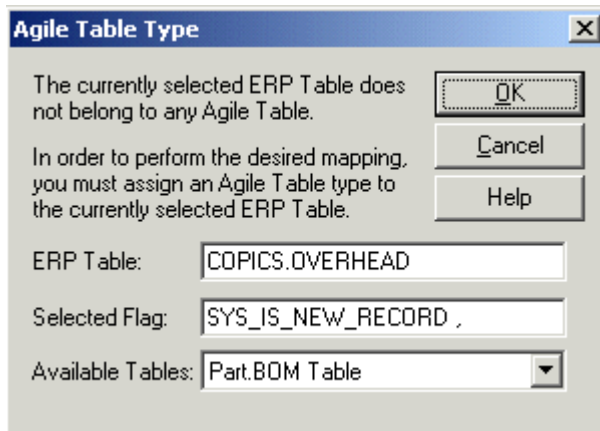 Agile Table Type
The currently selected ERP Table does
not belong to any Agile Table.
OK
Cancel
In order to perform the desired mapping,
you must assign an Agile Table type to
the currently selected ERP Table.
Help
ERP Table: COPICS.OVERHEAD
Selected Flag: SYS_IS_NEW_RECORD ,
Available Tables: Part.BOM Table